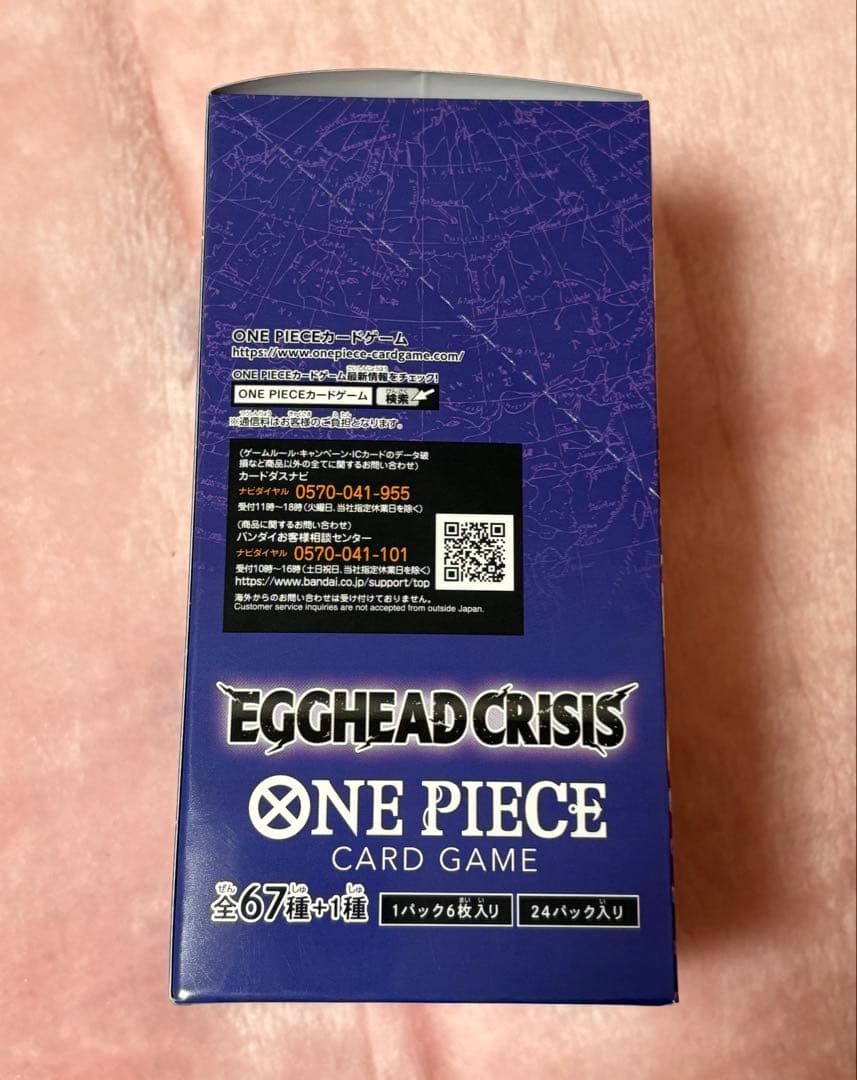 ONE PIECEカードゲーム
https://www.onepiece-cardgame.com/
ONE PIECEカードゲーム最新情報をチェック!
ONE PIECEカードゲーム 検索
※通信料はお客様のご負担となります。
(ゲームルール・キャンペーン・ICカードのデータ破
損など商品以外の全てに関するお問い合わせ)
カードダスナビ
ナビダイヤル 0570-041-955
受付11時~18時(火曜日、当社指定休業日を除く)
(商品に関するお問い合わせ)
バンダイお客様相談センター
ナビダイヤル 0570-041-101
受付10時~16時(土日祝日、当社指定休業日を除く)
https://www.bandai.co.jp/support/top
海外からのお問い合わせは受け付けておりません。
Customer service inquiries are not accepted from outside Japan.
EGGHEAD CRISIS
ONE PIECE
CARD GAME
全67種+1種 1パック6枚入り 24パック入り